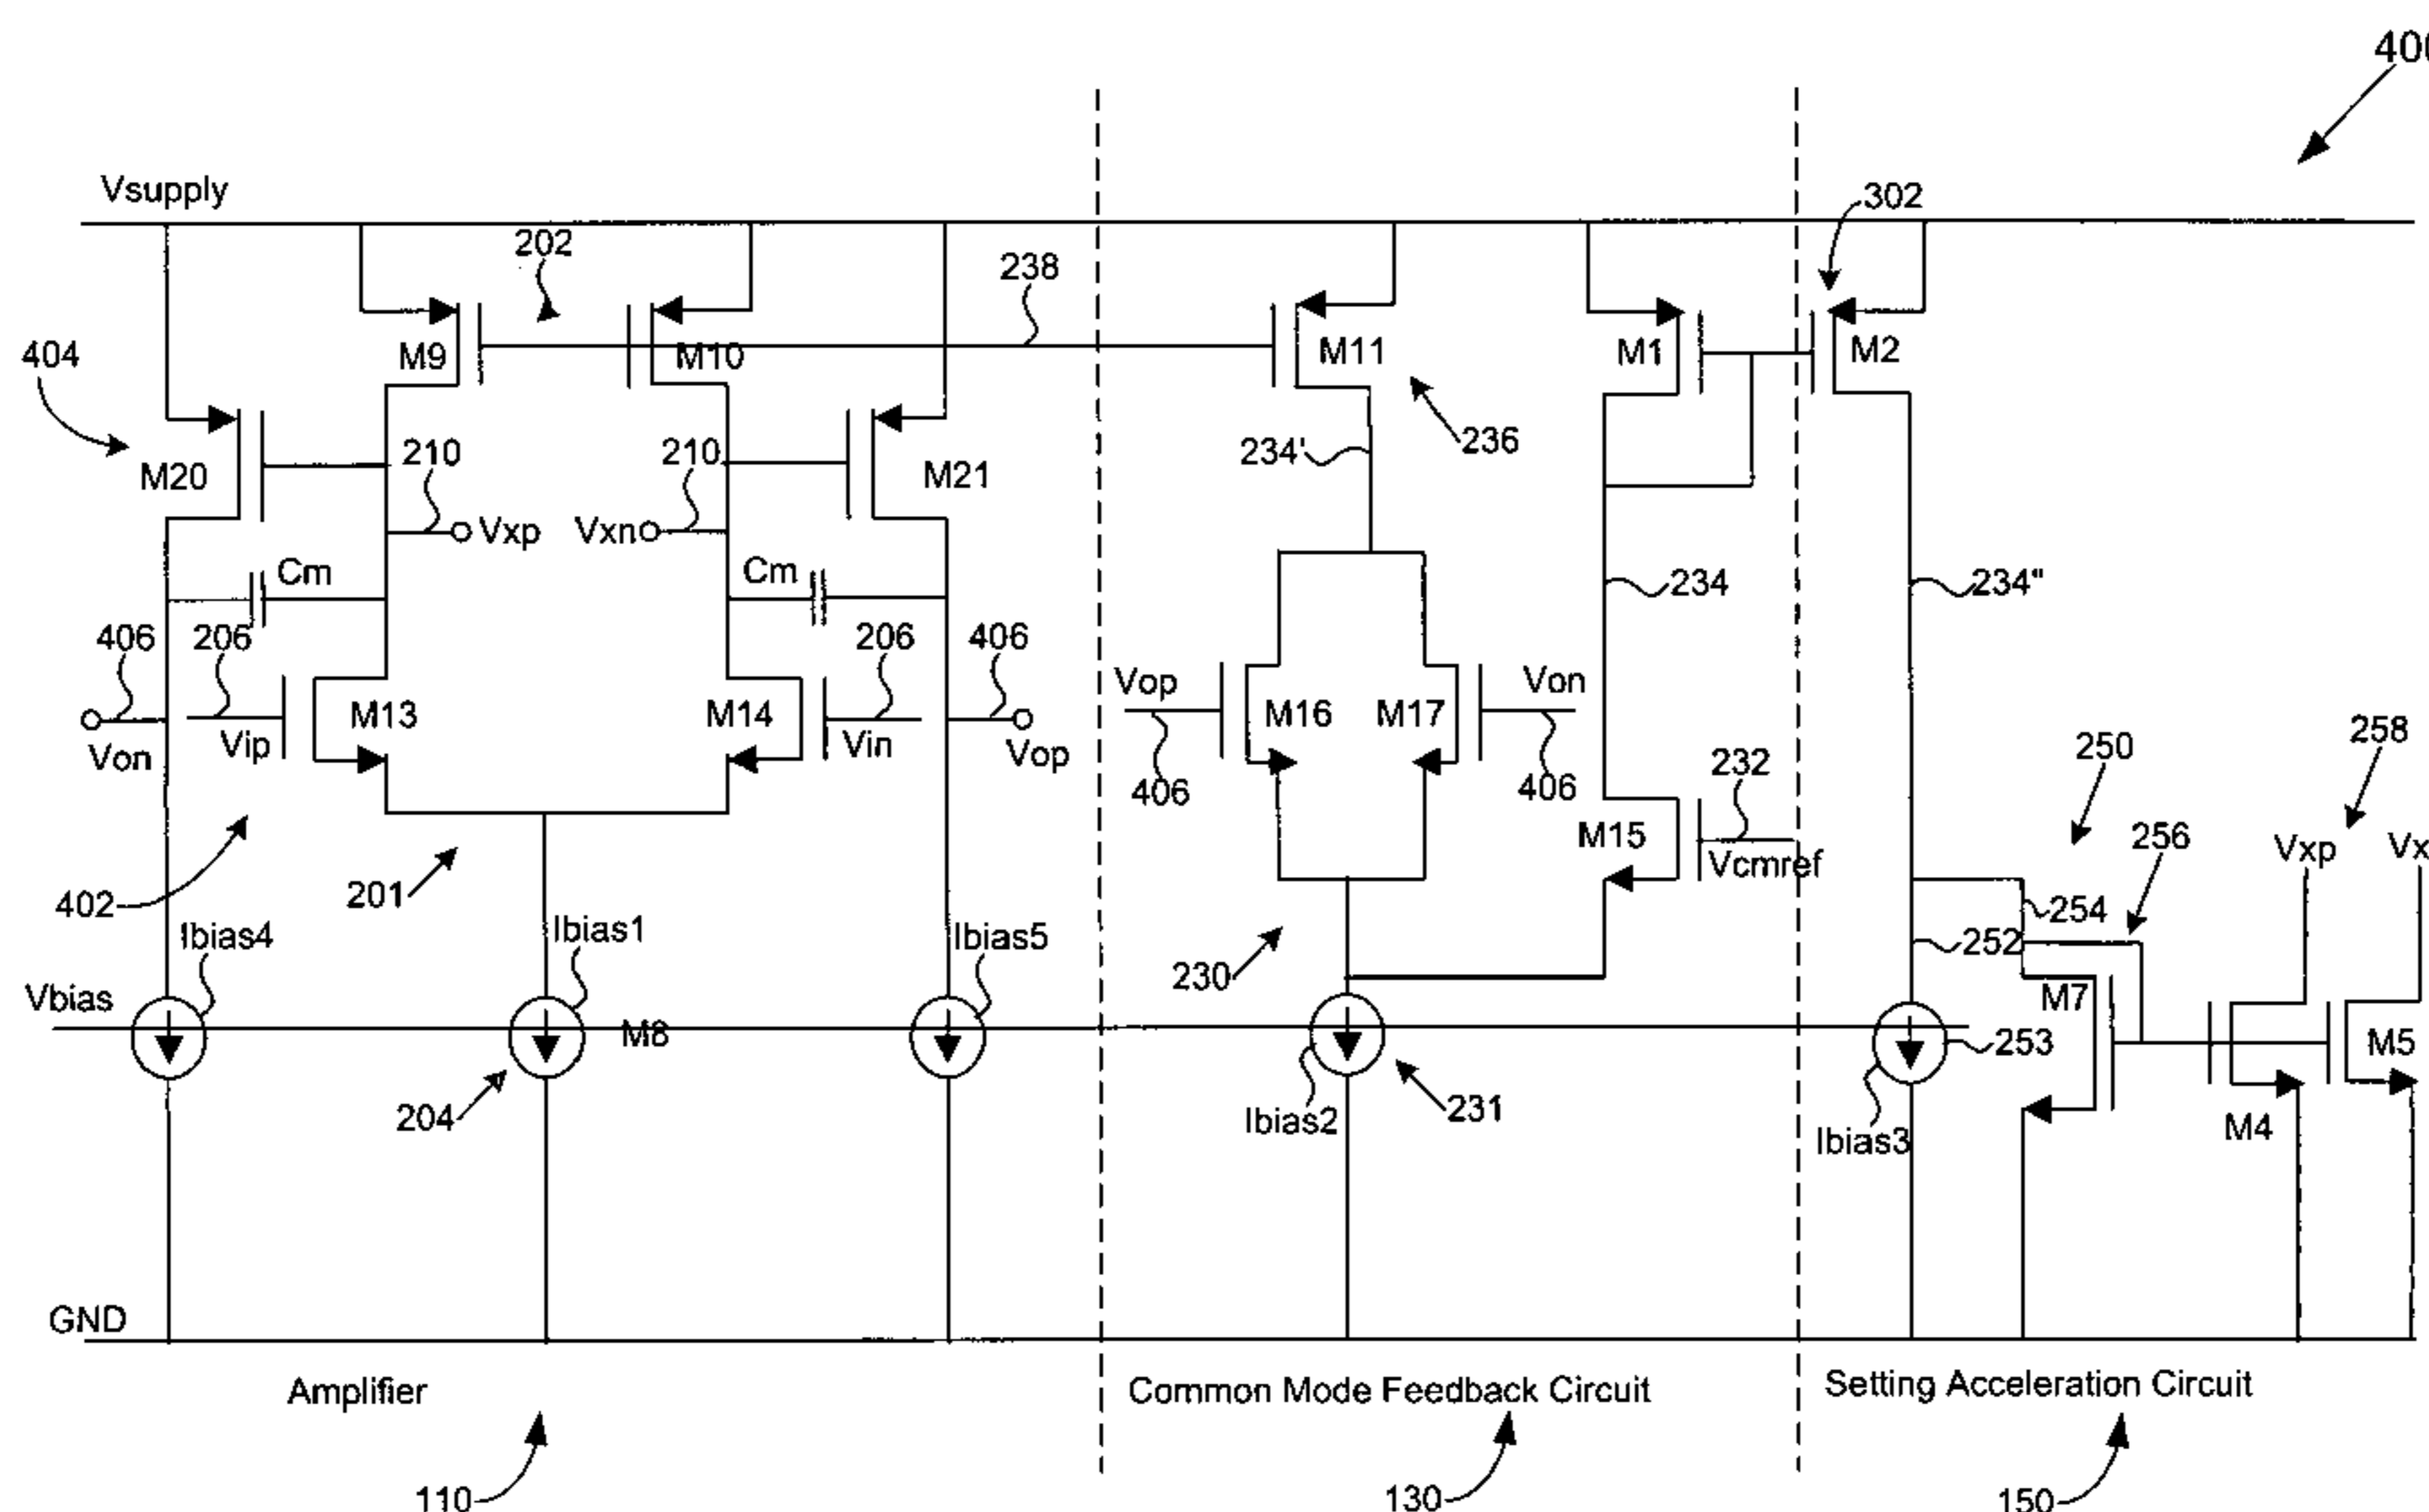 400
Vsupply
302
202
238
404
M9
M10
M11
M1
M2
236
M20
210
210
M21
234'
Vxp
Vxn
Cm
Cm
234
234"
406
206
206
406
Vop
Von
M13
M14
M16
M17
Von
Vip
Vin
Vop
406
406
232
250
258
M15
Vcmref
256
Vxp
402
201
254
Ibias4
Ibias1
Ibias5
252
230
Vbias
M8
M7
253
M5
204
Ibias2
231
Ibias3
M4
GND
Amplifier
Common Mode Feedback Circuit
Setting Acceleration Circuit
110
130
150